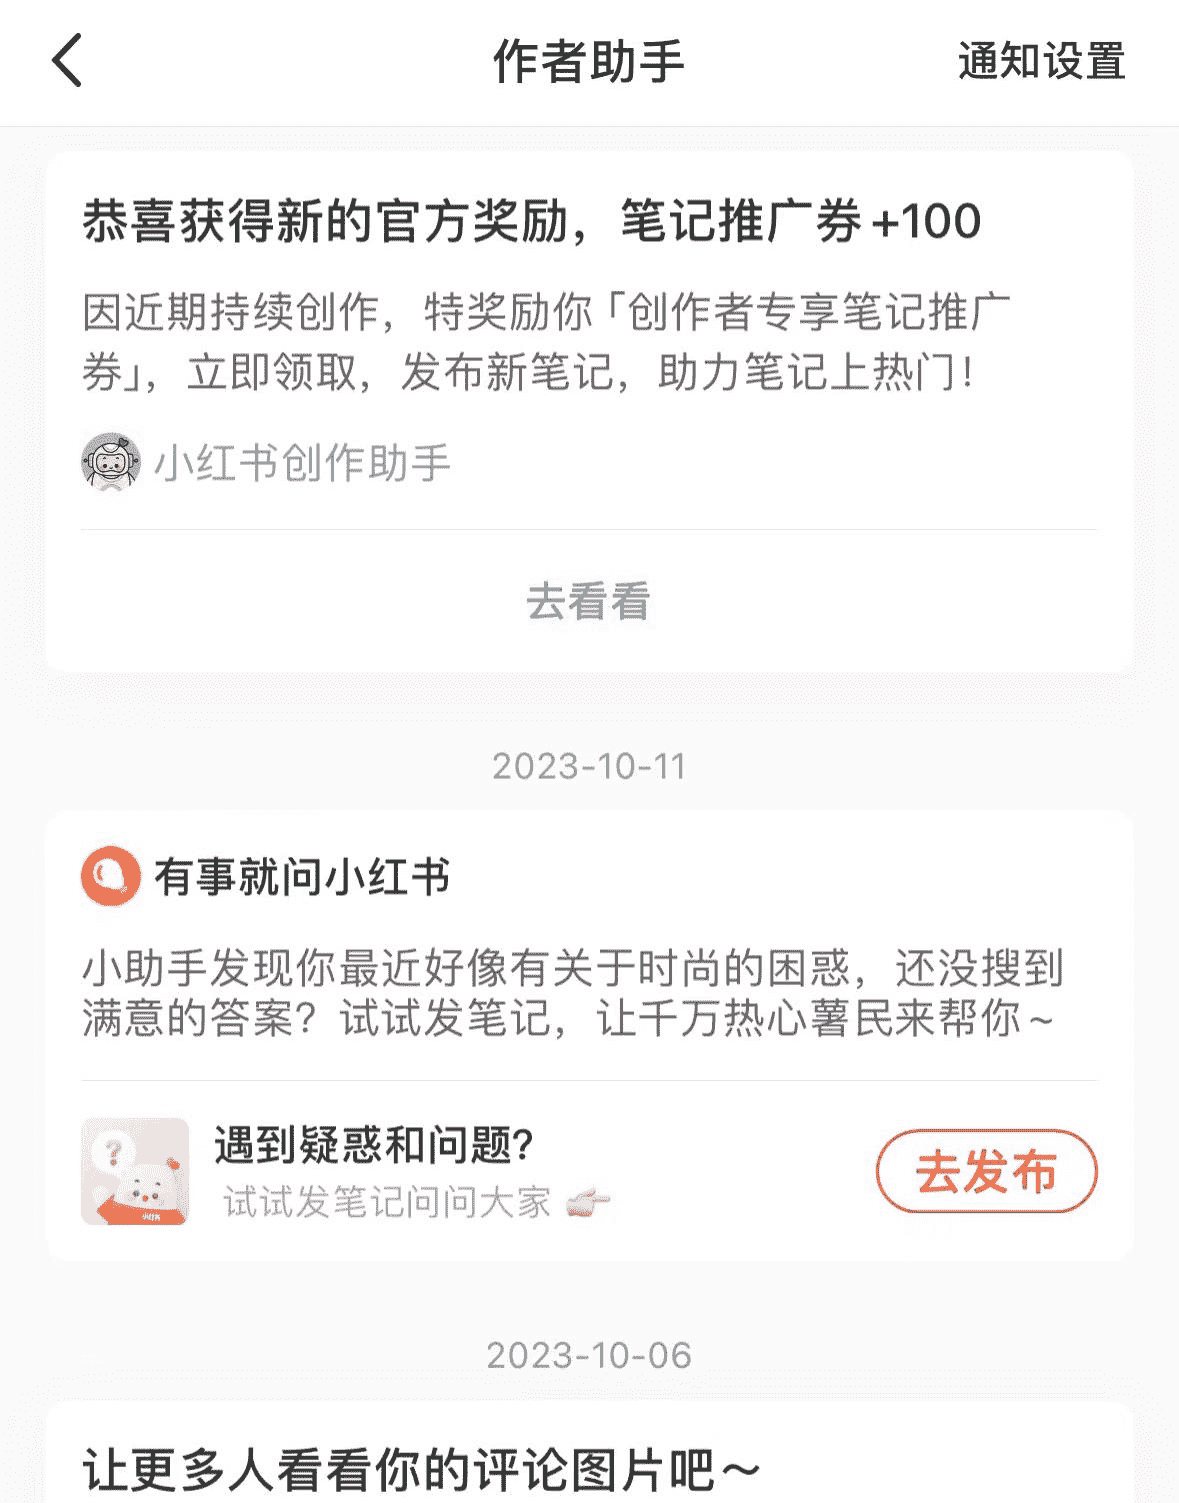 作者助手
通知设置
恭喜获得新的官方奖励，笔记推广券+100
因近期持续创作，特奖励你「创作者专享笔记推广
券」，立即领取，发布新笔记，助力笔记上热门！
小红书创作助手
去看看
2023-10-11
有事就问小红书
小助手发现你最近好像有关于时尚的困惑，还没搜到
满意的答案？试试发笔记，让千万热心薯民来帮你～
?
遇到疑惑和问题?
试试发笔记问问大家 👉
去发布
2023-10-06
让更多人看看你的评论图片吧～